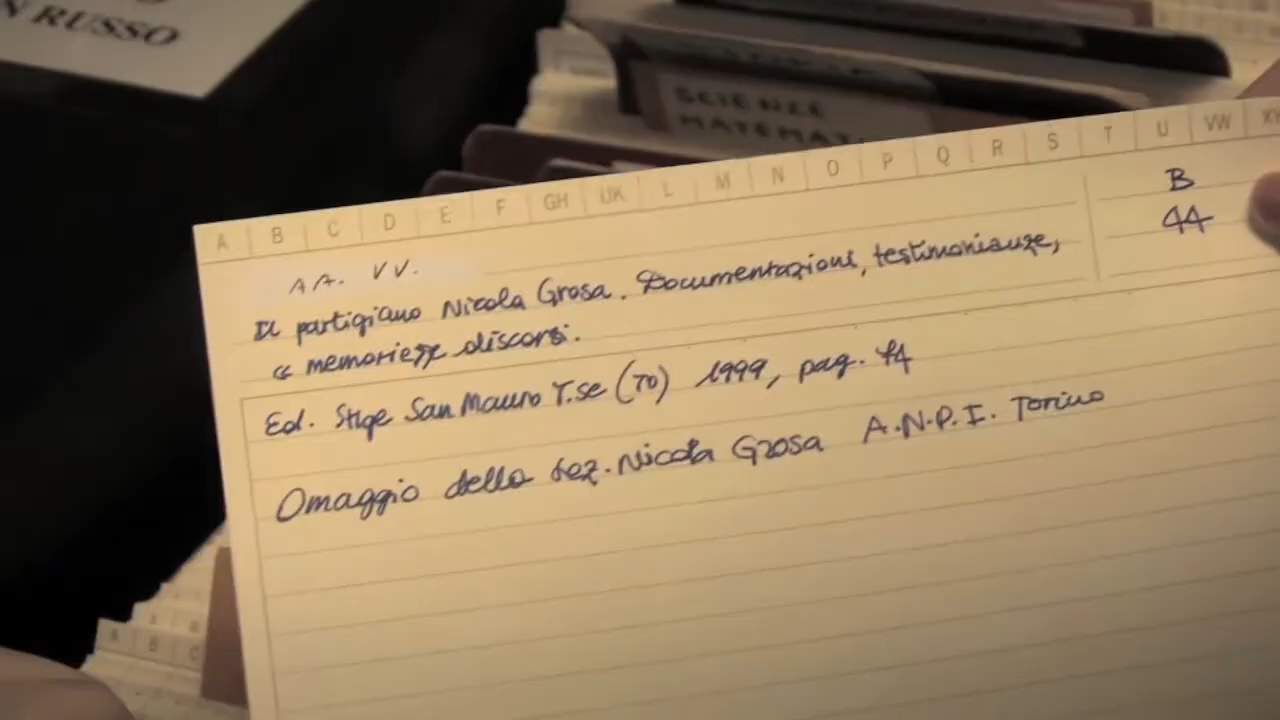 N RUSSO
SCIENZE
MATEMAT
A B C D E F GH IJK L M N O P Q R S T U VW XY
B
44
AA. VV.
Il partigiano Nicola Grosa. Documentazioni, testimonianze,
memorie discorsi.
Ed. Stige San Mauro T.se (TO) 1999, pag.
Omaggio della sez. Nicola Grosa A.N.P.I. Torino
A B C